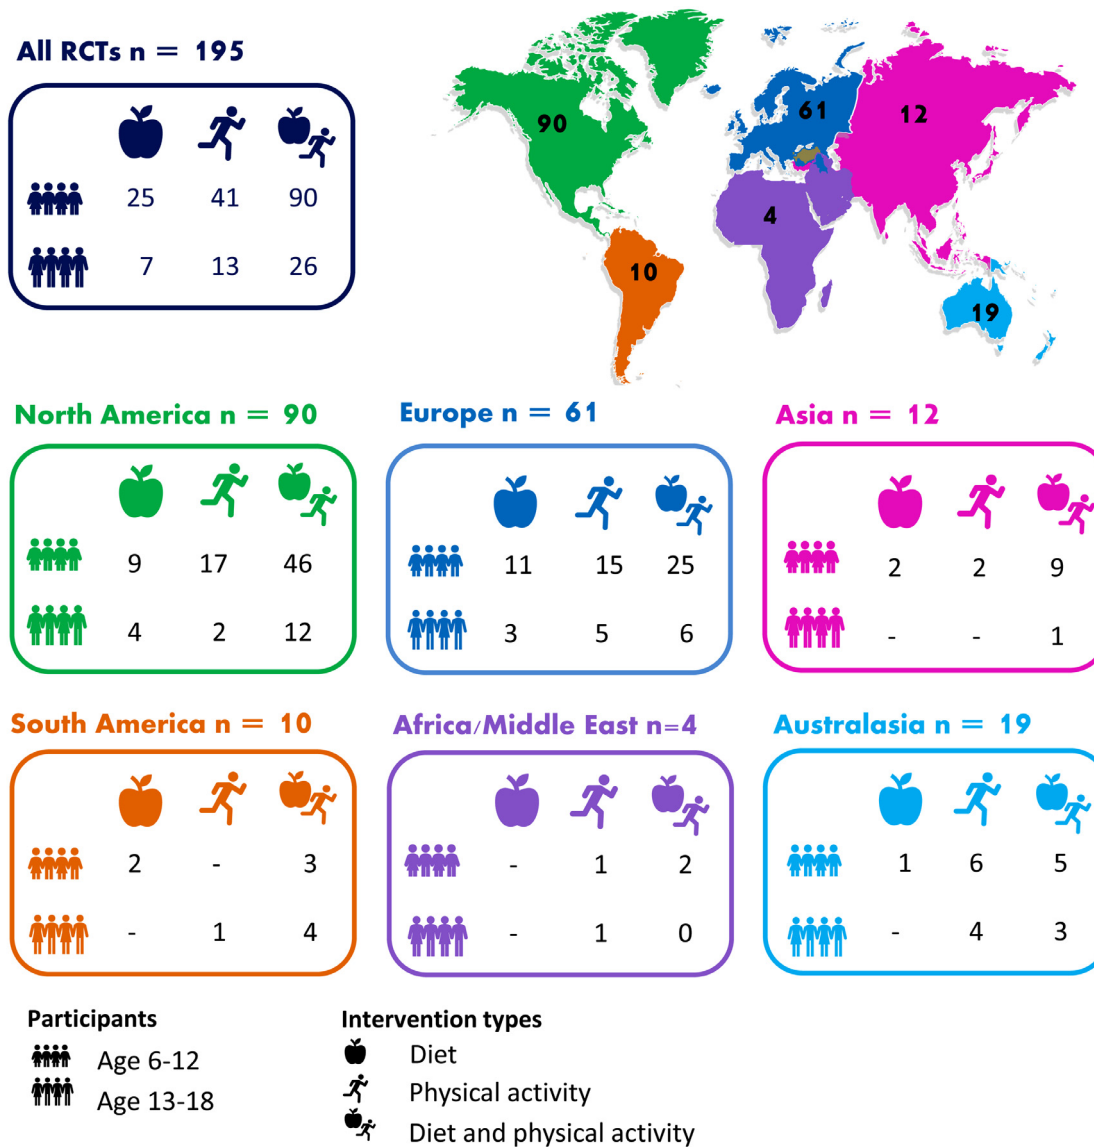 All RCTs n = 195
25 41 90
7 13 26
90
61
12
4
10
19
North America n = 90
9 17 46
4 2 12
Europe n = 61
11 15 25
3 5 6
Asia n = 12
2 2 9
- - 1
South America n = 10
2 - 3
- 1 4
Africa/Middle East n=4
- 1 2
- 1 0
Australasia n = 19
1 6 5
- 4 3
Participants
Age 6-12
Age 13-18
Intervention types
Diet
Physical activity
Diet and physical activity